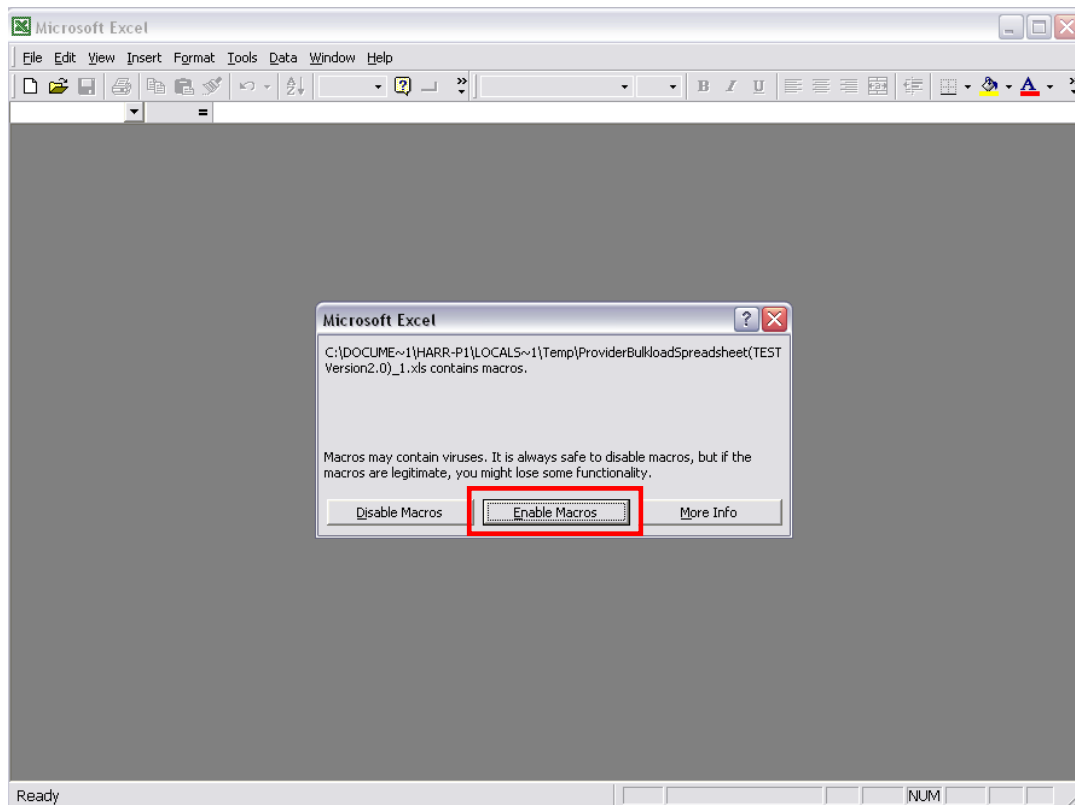 Microsoft Excel
File Edit View Insert Format Tools Data Window Help
B I U A
=
Microsoft Excel
C:\DOCUME~1\HARR-P1\LOCALS~1\Temp\ProviderBulkloadSpreadsheet(TEST
Version2.0)_1.xls contains macros.
Macros may contain viruses. It is always safe to disable macros, but if the
macros are legitimate, you might lose some functionality.
Disable Macros Enable Macros More Info
Ready NUM